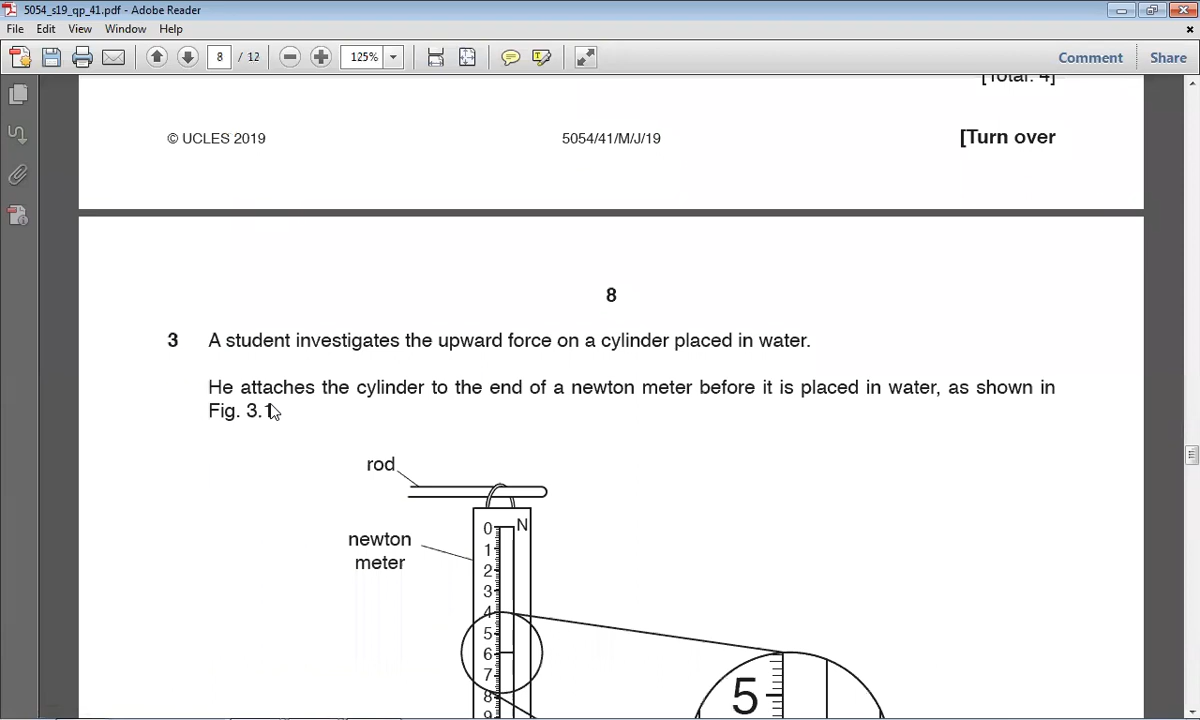 5054_s19_qp_41.pdf - Adobe Reader
File Edit View Window Help
8 / 12 125% Comment Share
[Total: 4]
© UCLES 2019 5054/41/M/J/19 [Turn over
8
3 A student investigates the upward force on a cylinder placed in water.
He attaches the cylinder to the end of a newton meter before it is placed in water, as shown in
Fig. 3.1
rod
newton
meter
N
0
1
2
3
4
5
6
7
8
9
5